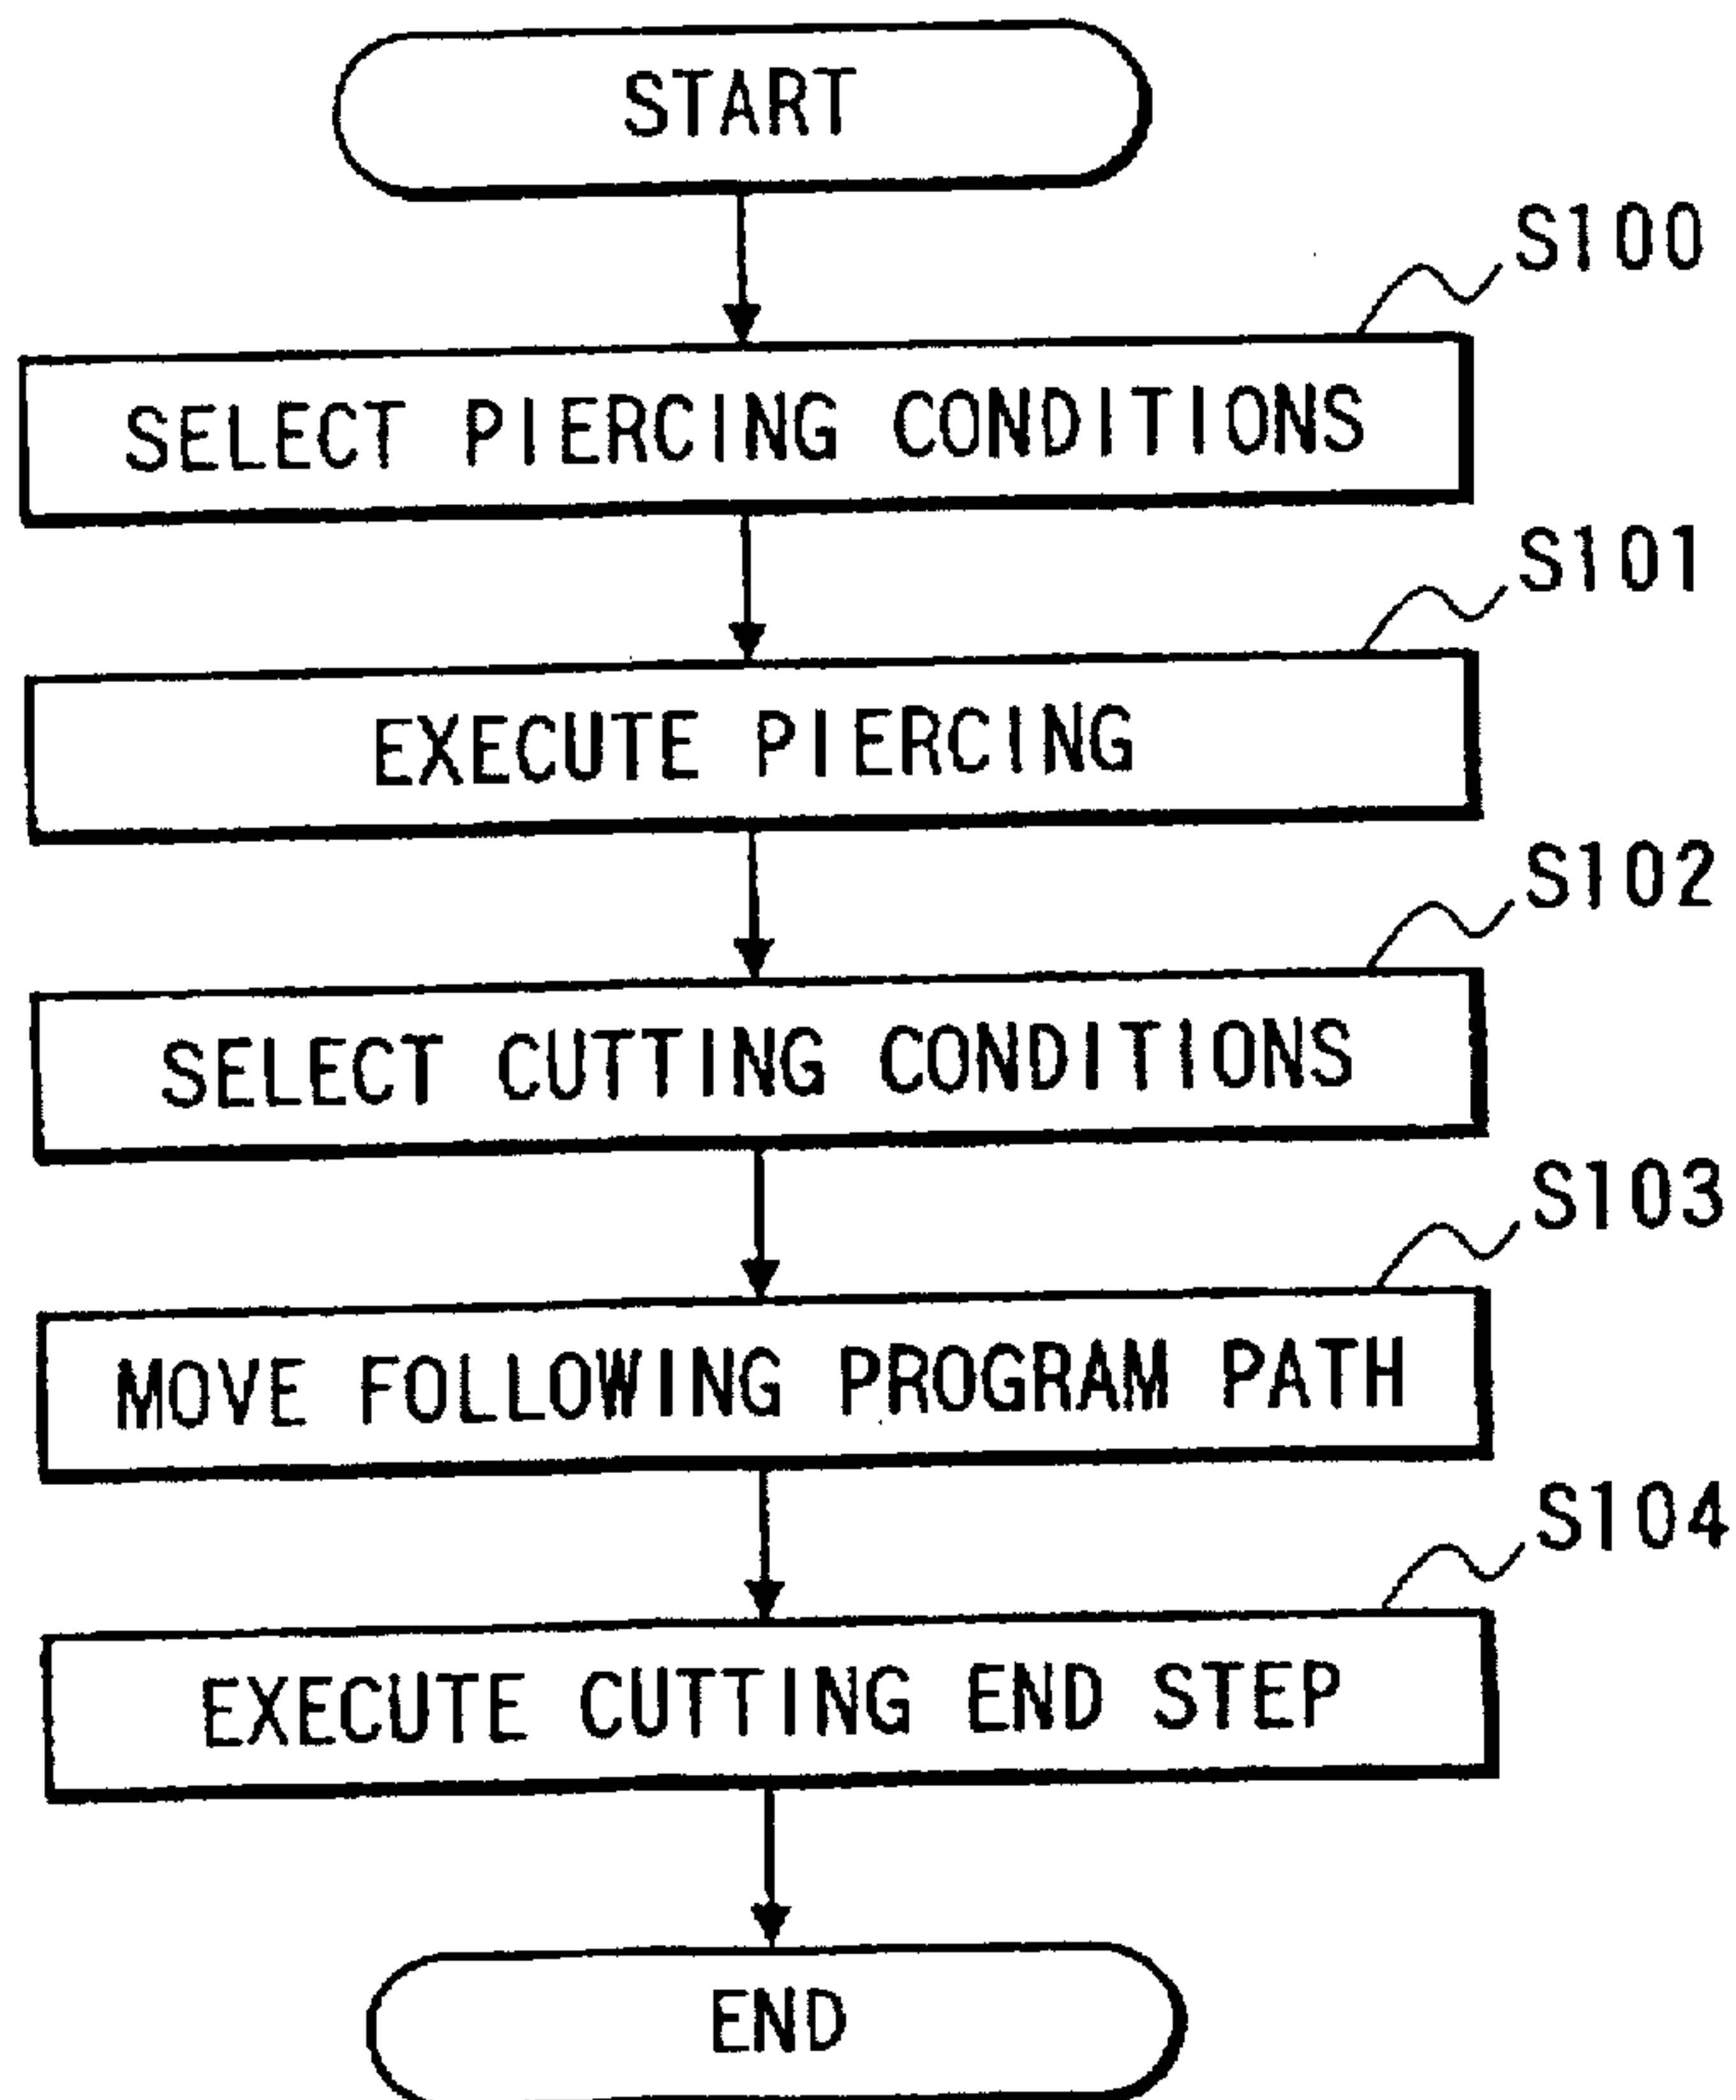 START
S100
SELECT PIERCING CONDITIONS
S101
EXECUTE PIERCING
S102
SELECT CUTTING CONDITIONS
S103
MOVE FOLLOWING PROGRAM PATH
S104
EXECUTE CUTTING END STEP
END